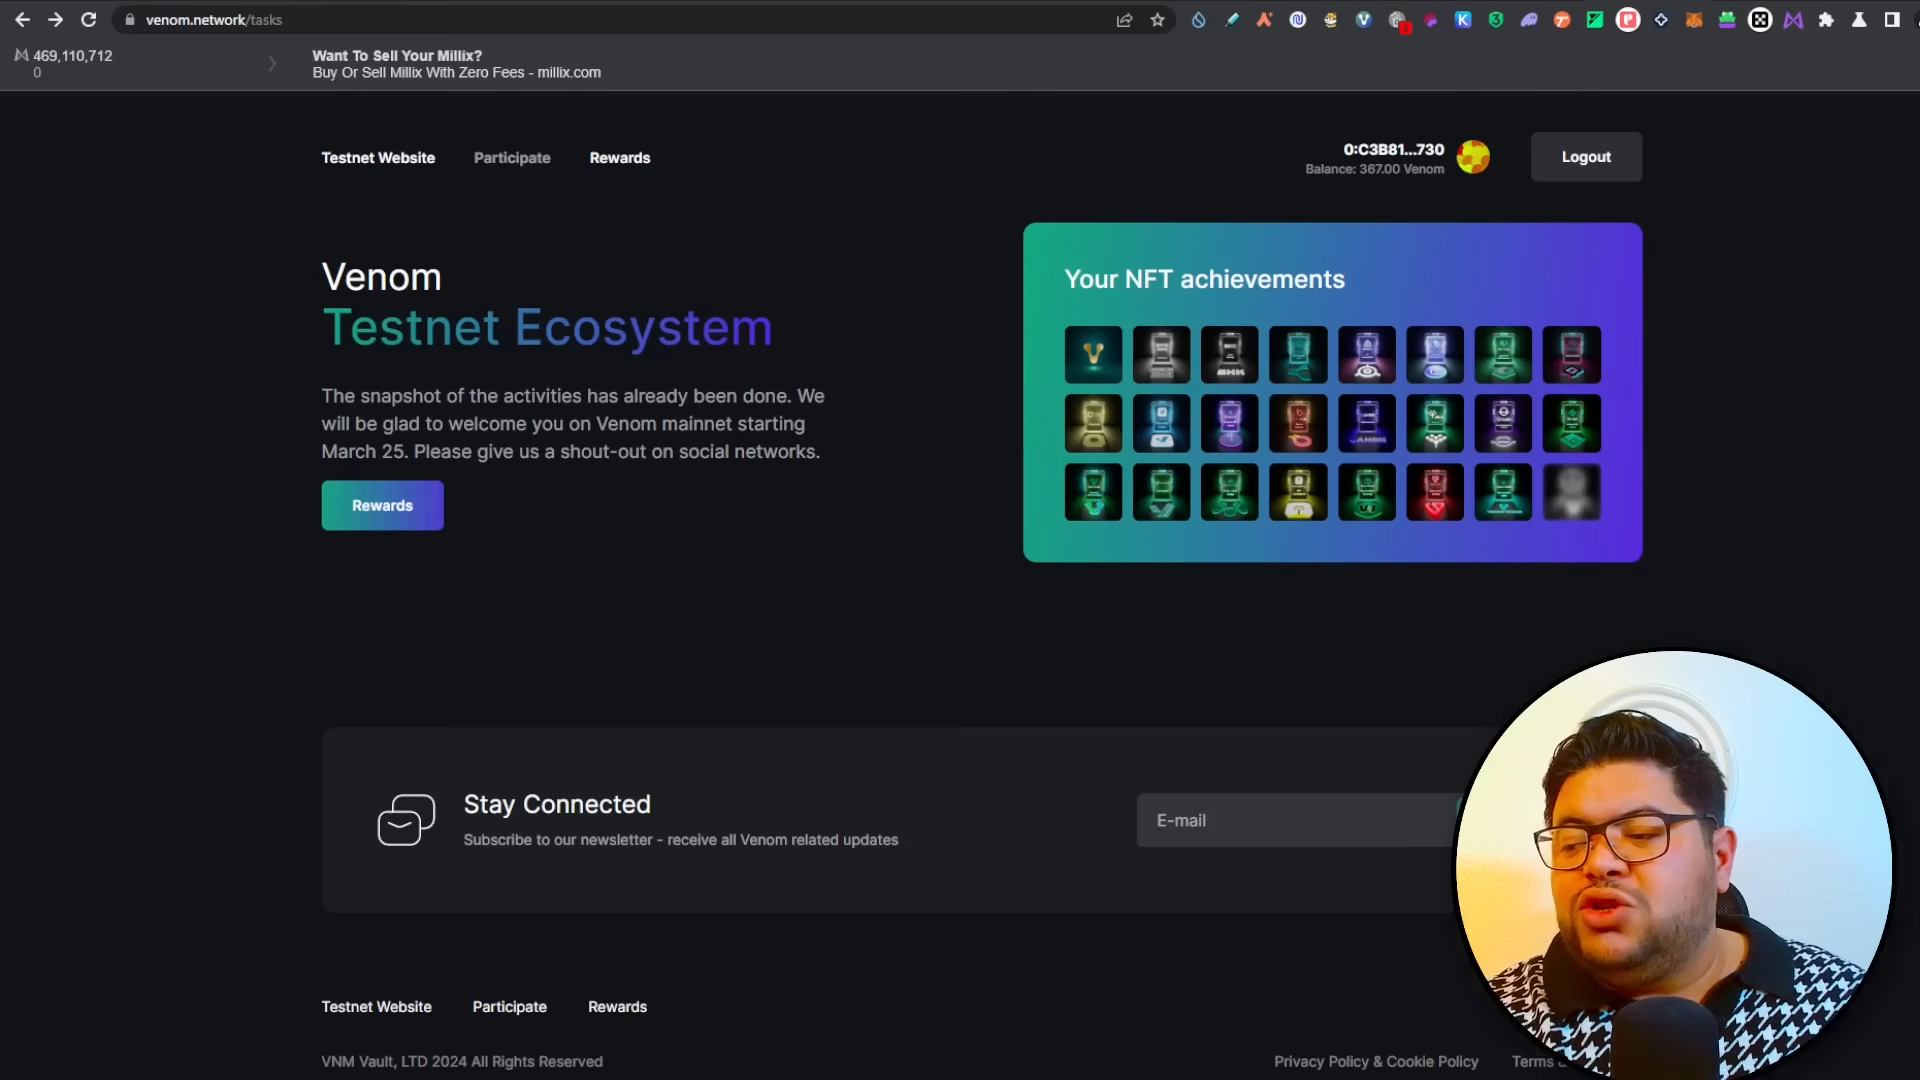 venom.network/tasks
469,110,712
0
Want To Sell Your Millix?
Buy Or Sell Millix With Zero Fees - millix.com
Testnet Website
Participate
Rewards
0:C3B81...730
Balance: 367.00 Venom
Logout
Venom
Testnet Ecosystem
The snapshot of the activities has already been done. We
will be glad to welcome you on Venom mainnet starting
March 25. Please give us a shout-out on social networks.
Rewards
Your NFT achievements
Stay Connected
Subscribe to our newsletter - receive all Venom related updates
E-mail
Testnet Website
Participate
Rewards
VNM Vault, LTD 2024 All Rights Reserved
Privacy Policy & Cookie Policy
Terms